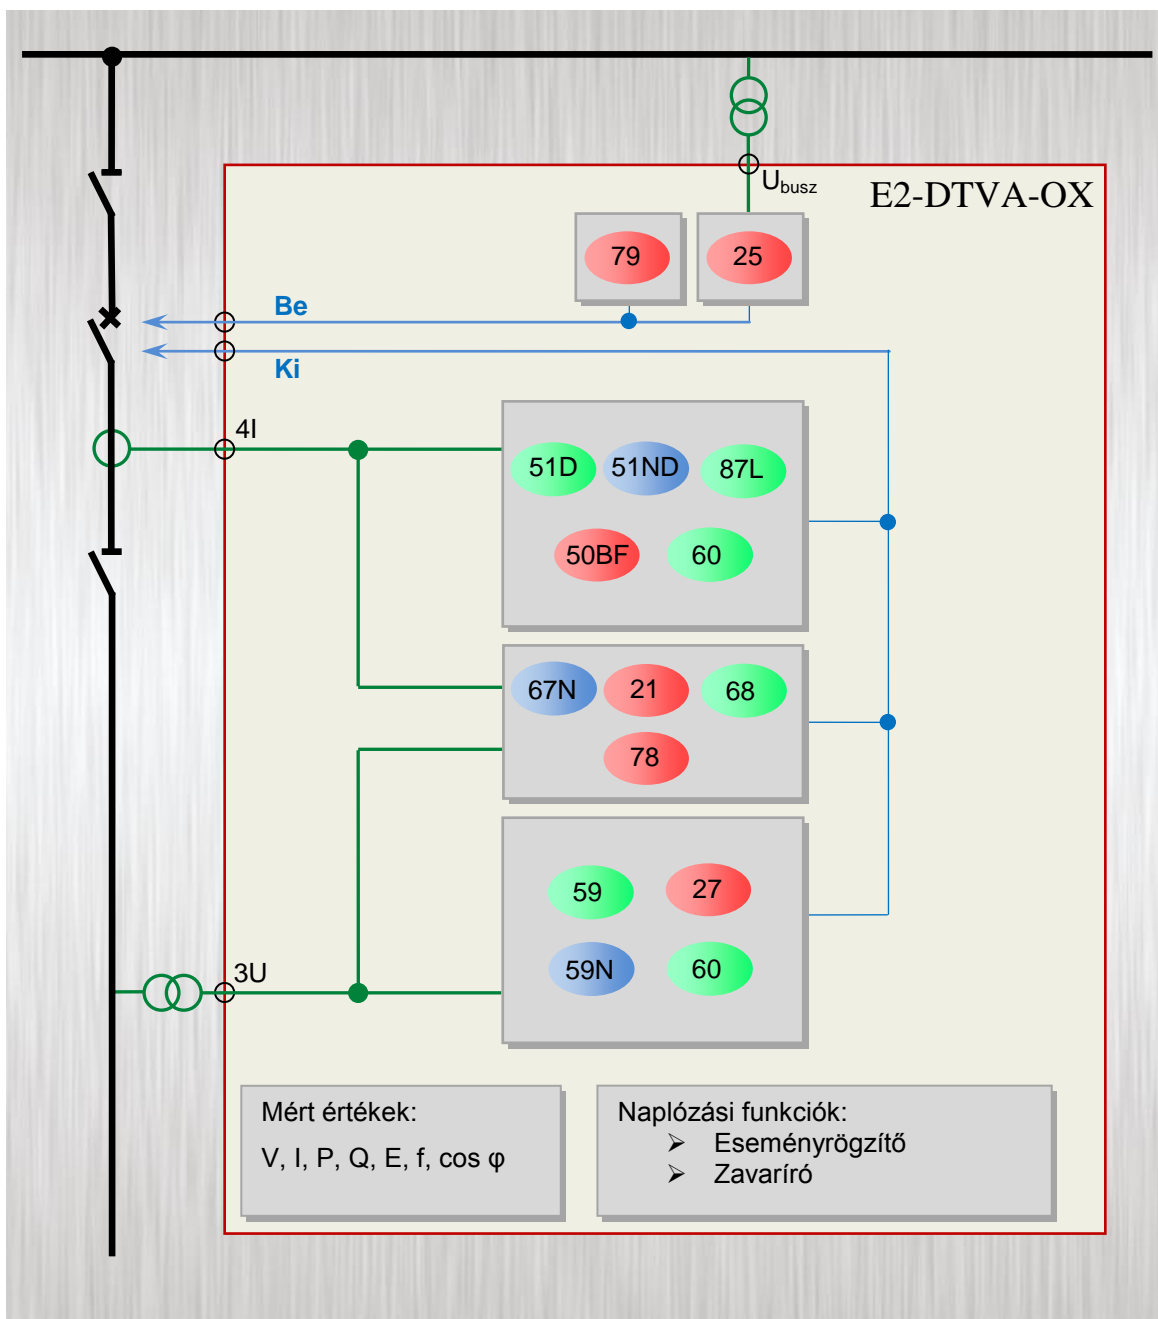 E2-DTVA-OX
Ubusz
79
25
Be
Ki
4I
51D
51ND
87L
50BF
60
67N
21
68
78
59
27
59N
60
3U
Mért értékek:
V, I, P, Q, E, f, cos φ
Naplózási funkciók:
➢ Eseményrögzítő
➢ Zavaríró